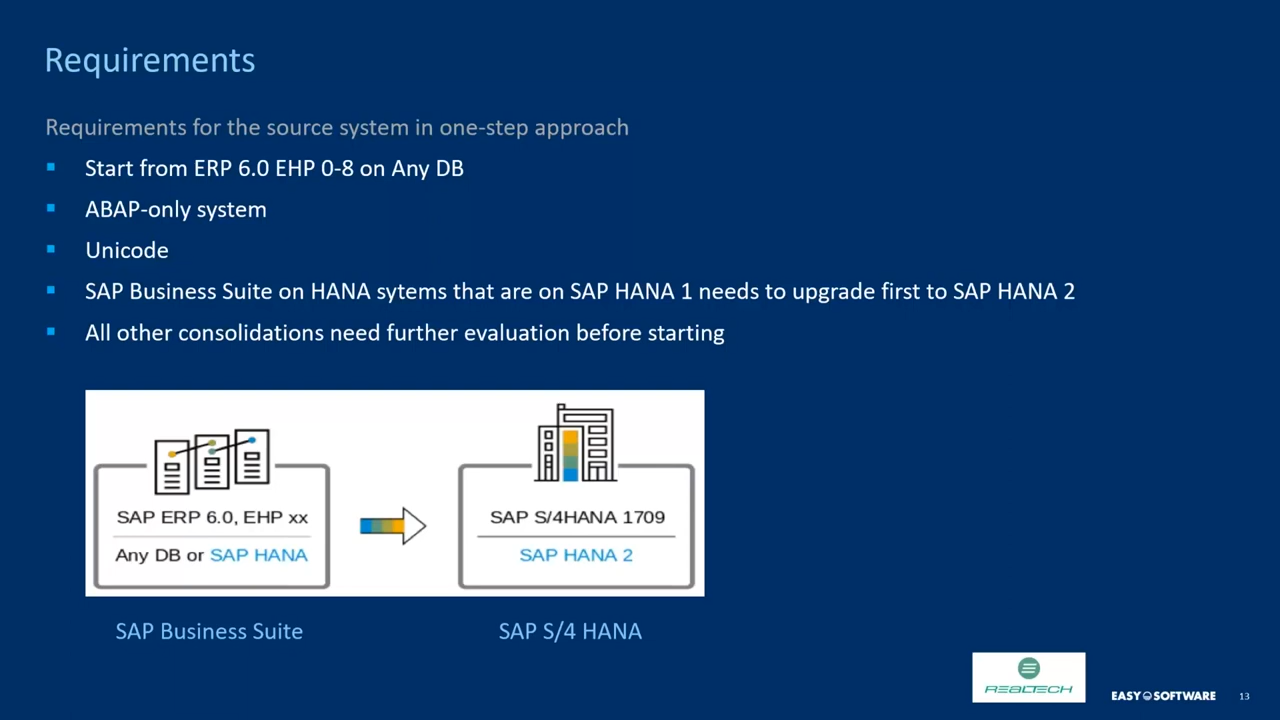 Requirements
Requirements for the source system in one-step approach
Start from ERP 6.0 EHP 0-8 on Any DB
ABAP-only system
Unicode
SAP Business Suite on HANA sytems that are on SAP HANA 1 needs to upgrade first to SAP HANA 2
All other consolidations need further evaluation before starting
SAP ERP 6.0, EHP xx
Any DB or SAP HANA
SAP S/4HANA 1709
SAP HANA 2
SAP Business Suite
SAP S/4 HANA
REALTECH
EASY SOFTWARE
13